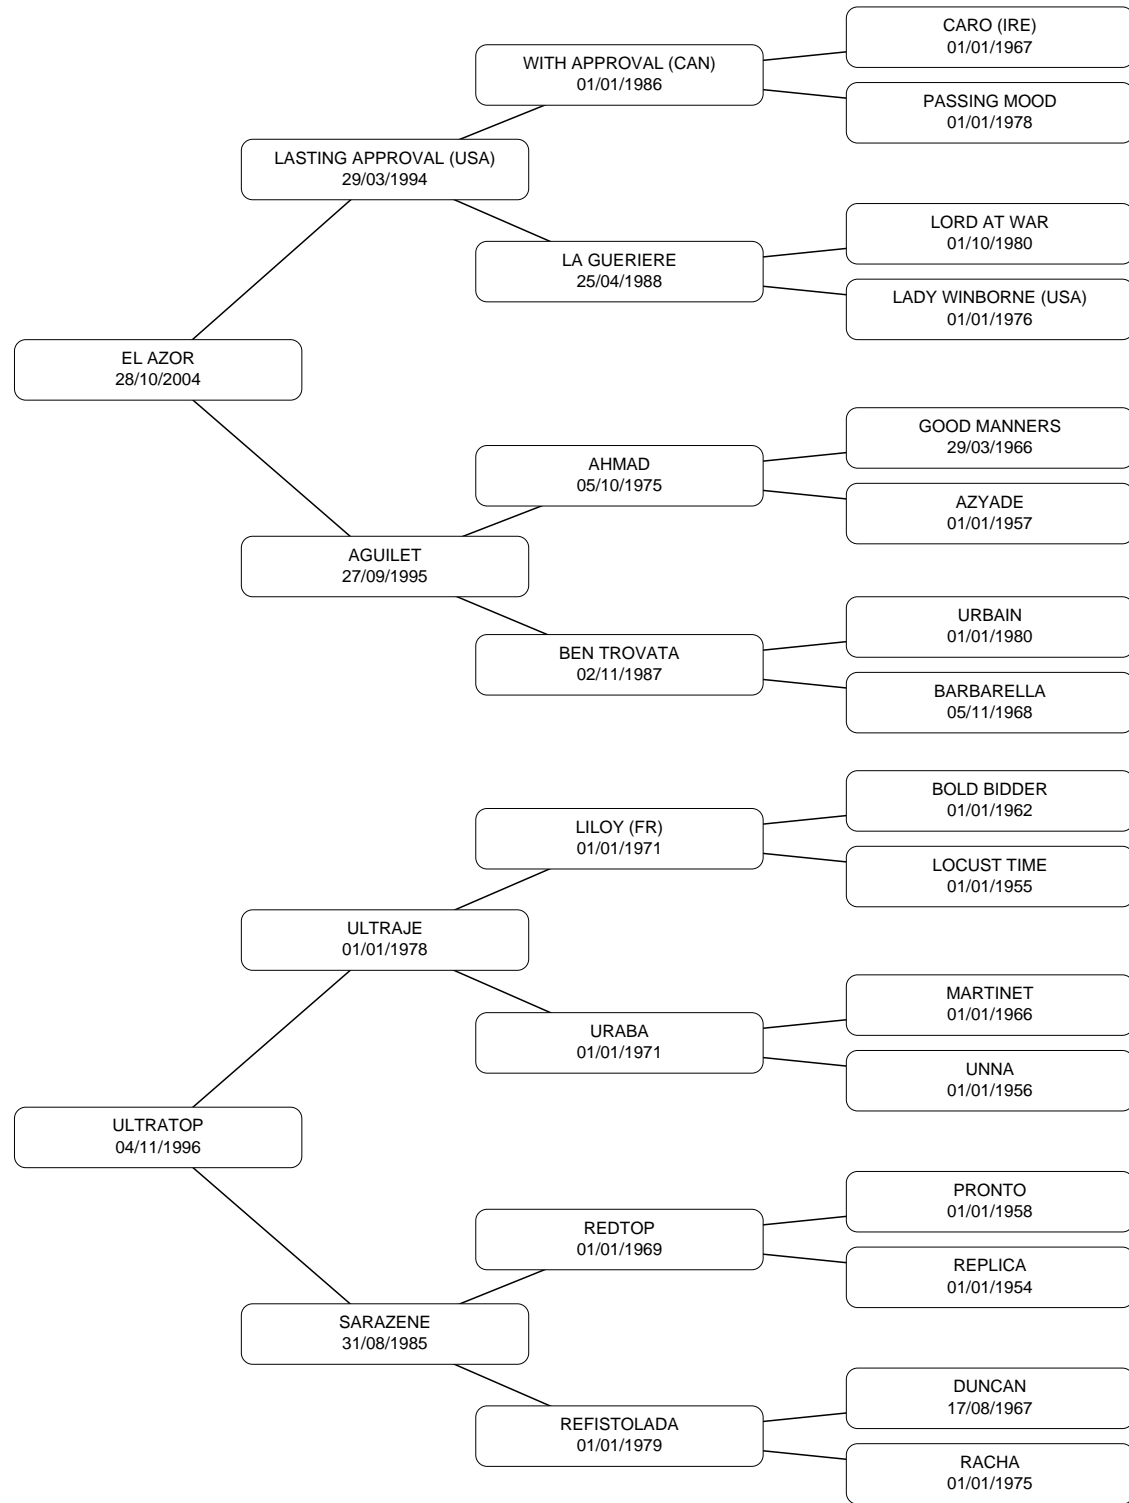 CARO (IRE)
01/01/1967
WITH APPROVAL (CAN)
01/01/1986
PASSING MOOD
01/01/1978
LASTING APPROVAL (USA)
29/03/1994
LORD AT WAR
01/10/1980
LA GUERIERE
25/04/1988
LADY WINBORNE (USA)
01/01/1976
EL AZOR
28/10/2004
GOOD MANNERS
29/03/1966
AHMAD
05/10/1975
AZYADE
01/01/1957
AGUILET
27/09/1995
URBAIN
01/01/1980
BEN TROVATA
02/11/1987
BARBARELLA
05/11/1968
BOLD BIDDER
01/01/1962
LILOY (FR)
01/01/1971
LOCUST TIME
01/01/1955
ULTRAJE
01/01/1978
MARTINET
01/01/1966
URABA
01/01/1971
UNNA
01/01/1956
ULTRATOP
04/11/1996
PRONTO
01/01/1958
REDTOP
01/01/1969
REPLICA
01/01/1954
SARAZENE
31/08/1985
DUNCAN
17/08/1967
REFISTOLADA
01/01/1979
RACHA
01/01/1975